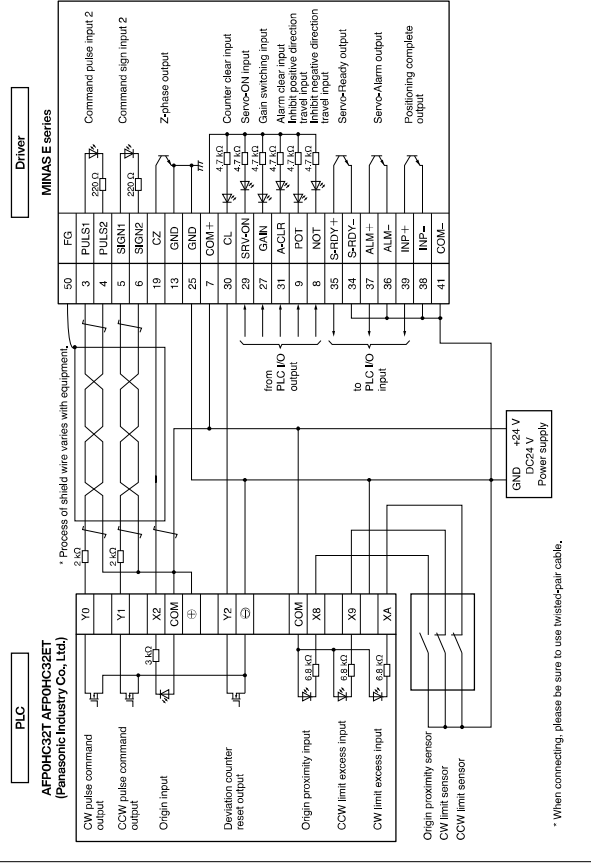 PLC
AFP0HC32T AFP0HC32ET
(Panasonic Industry Co., Ltd.)
Driver
MINAS E series
CW pulse command
output
CCW pulse command
output
Origin input
Deviation counter
reset output
Origin proximity input
CCW limit excess input
CW limit excess input
3 kΩ
6.8 kΩ
6.8 kΩ
6.8 kΩ
Y0
Y1
X2
COM
⊕
Y2
⊖
COM
X8
X9
XA
2 kΩ
2 kΩ
* Process of shield wire varies with equipment.
from
PLC I/O
output
to
PLC I/O
input
50 FG
3 PULS1
4 PULS2
5 SIGN1
6 SIGN2
19 CZ
13 GND
25 GND
7 COM+
30 CL
29 SRV-ON
27 GAIN
31 A-CLR
9 POT
8 NOT
35 S-RDY+
34 S-RDY-
37 ALM+
36 ALM-
39 INP+
38 INP-
41 COM-
220 Ω
220 Ω
4.7 kΩ
4.7 kΩ
4.7 kΩ
4.7 kΩ
4.7 kΩ
4.7 kΩ
Command pulse input 2
Command sign input 2
Z-phase output
Counter clear input
Servo-ON input
Gain switching input
Alarm clear input
Inhibit positive direction
travel input
Inhibit negative direction
travel input
Servo-Ready output
Servo-Alarm output
Positioning complete
output
Origin proximity sensor
CW limit sensor
CCW limit sensor
GND +24 V
DC24 V
Power supply
* When connecting, please be sure to use twisted-pair cable.